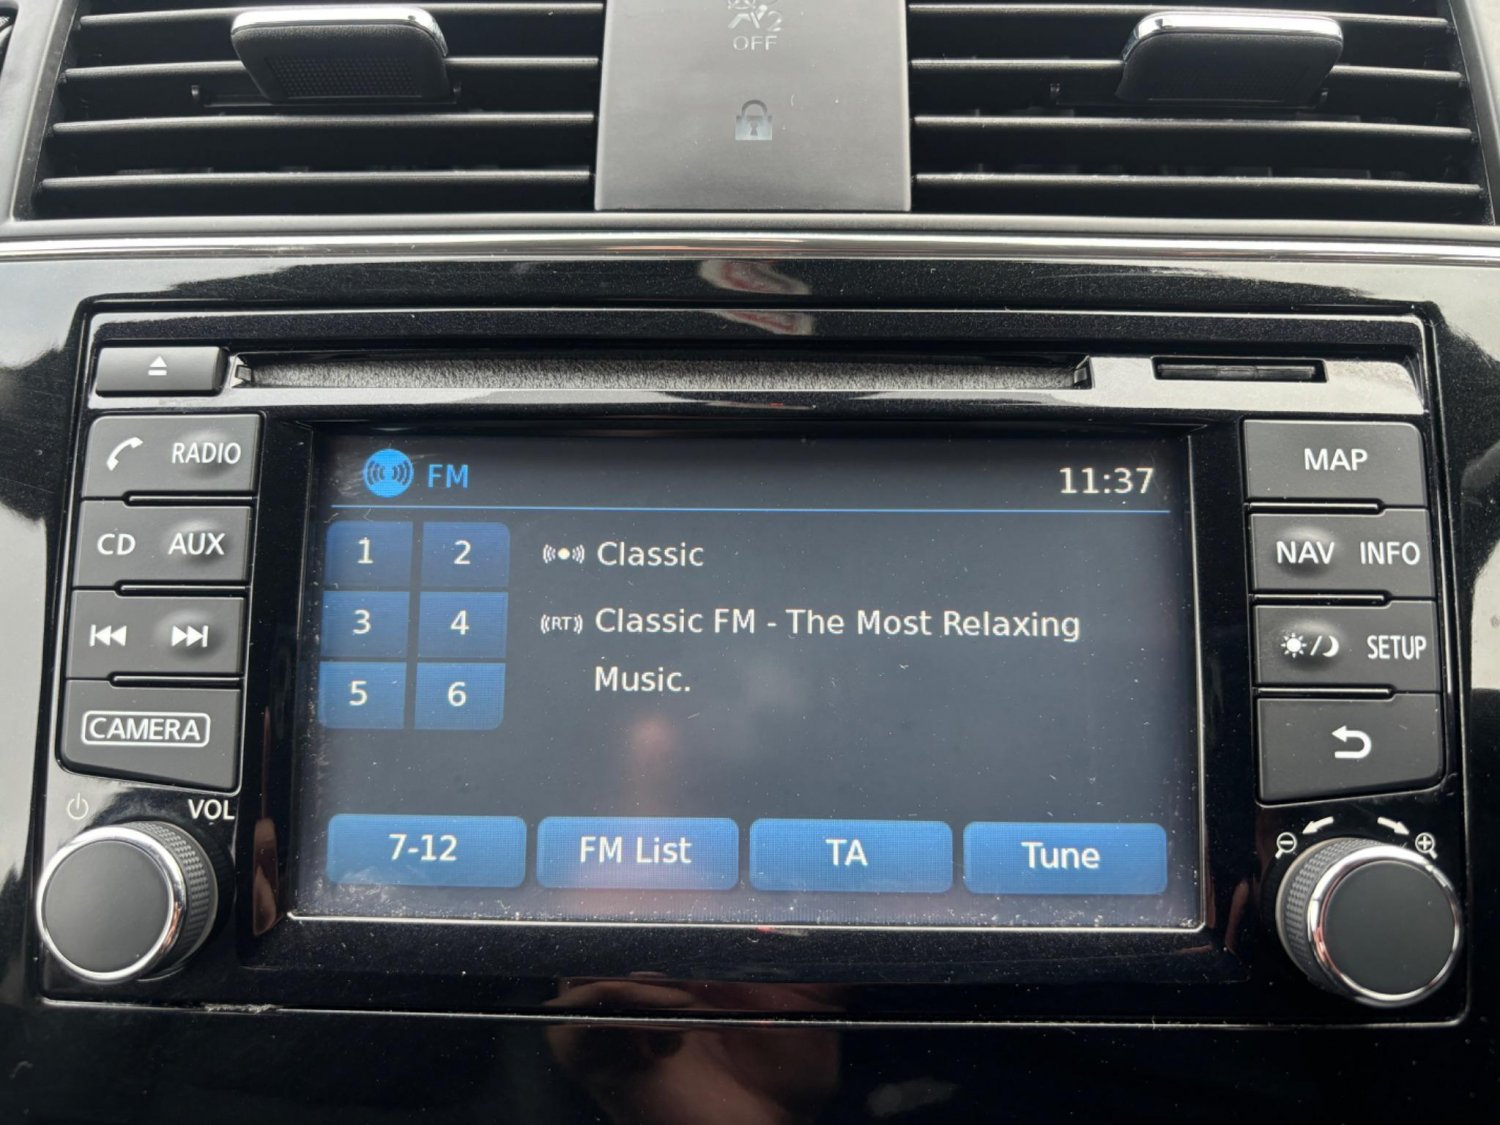 2
OFF
RADIO
FM
11:37
MAP
1 2
Classic
CD AUX
NAV INFO
3 4
RT
Classic FM - The Most Relaxing
Music.
SETUP
5 6
CAMERA
VOL
7-12
FM List
TA
Tune